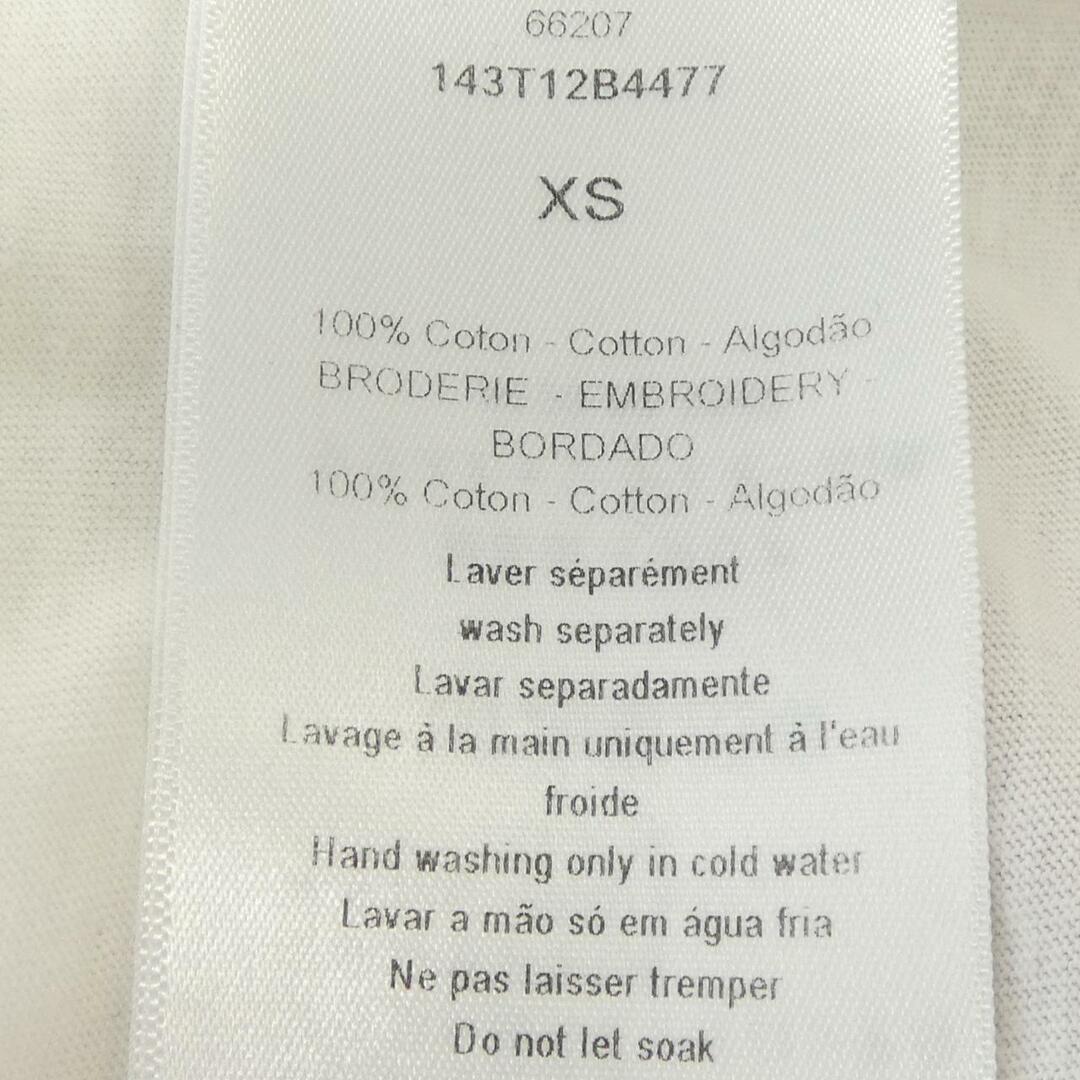 66207
143T12B4477
XS
100% Coton - Cotton - Algodão
BRODERIE - EMBROIDERY -
BORDADO
100% Coton - Cotton - Algodão
Laver séparément
wash separately
Lavar separadamente
Lavage à la main uniquement à l'eau
froide
Hand washing only in cold water
Lavar a mão só em água fria
Ne pas laisser tremper
Do not let soak